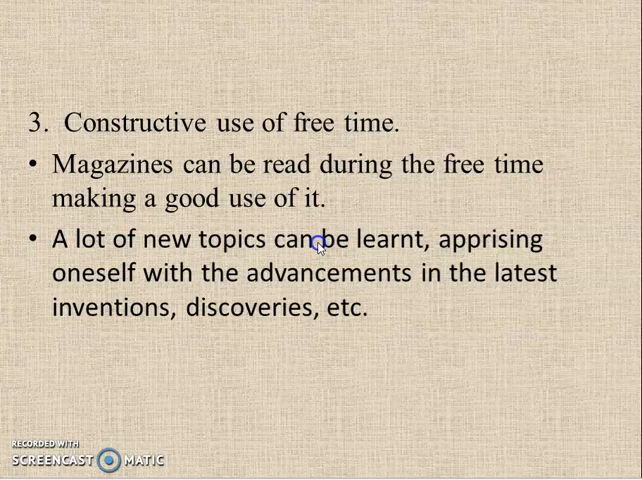 3. Constructive use of free time.
• Magazines can be read during the free time
making a good use of it.
• A lot of new topics can be learnt, apprising
oneself with the advancements in the latest
inventions, discoveries, etc.
RECORDED WITH
SCREENCAST MATIC